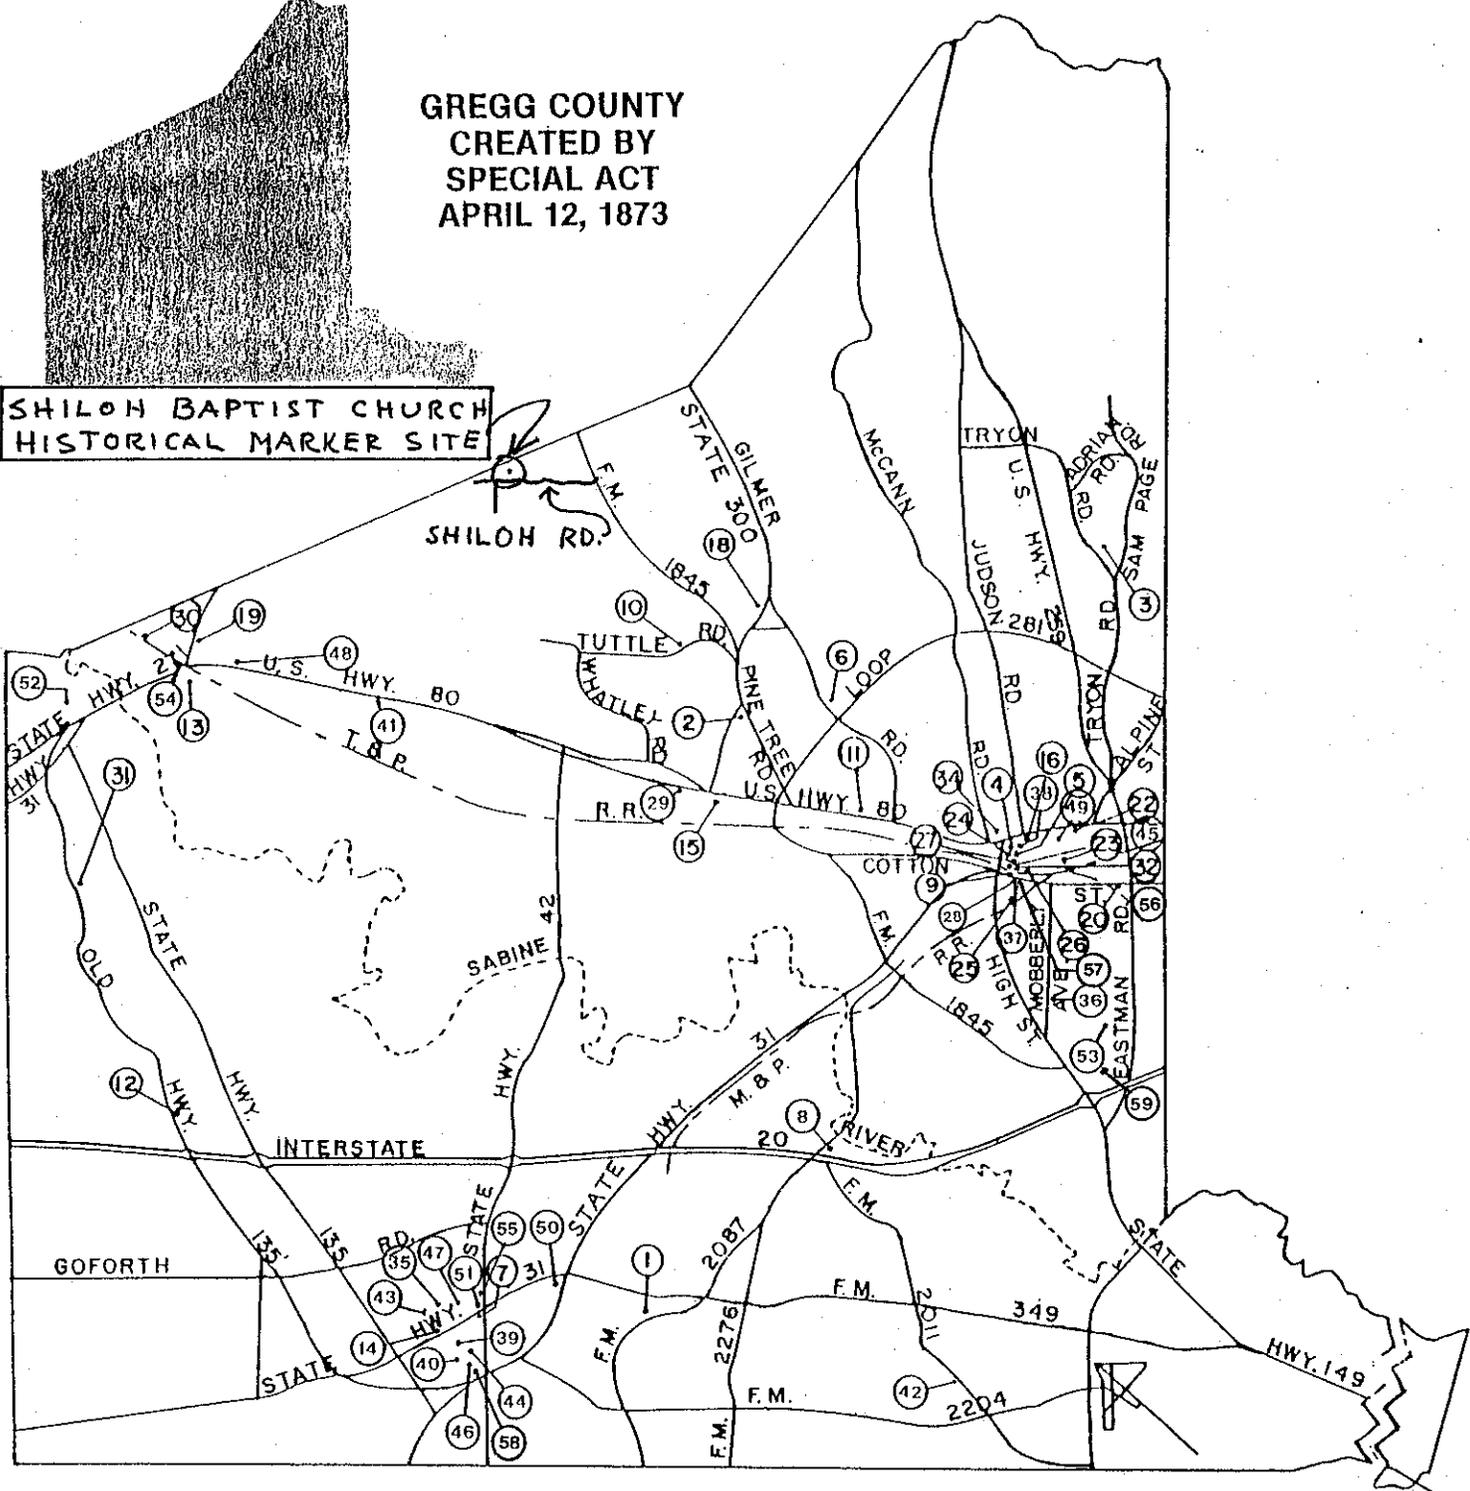 GREGG COUNTY
CREATED BY
SPECIAL ACT
APRIL 12, 1873
SHILOH BAPTIST CHURCH
HISTORICAL MARKER SITE
SHILOH RD.
F.M.
1845
STATE 300
GILMER
RD.
McCANN
RD.
TRYON
RD.
U.S. HWY. 259
ADRIAN
RD.
SAM PAGE
RD.
JUDSON
RD
281
LOOP
TRYON
RD.
ALPINE
ST.
18
3
10
TUTTLE RD.
WHATLEY
RD.
6
2
PINE TREE
RD.
30
19
48
52
54
13
41
STATE HWY. 271
HWY. 31
U.S. HWY. 80
T. & P. R.R.
U.S. HWY. 80
31
29
15
11
34
4
16
38
5
49
22
45
24
27
23
32
COTTON ST.
9
28
37
20
56
25
26
57
36
53
59
F.M.
1845
R.R.
HIGH ST.
MOBBERLY
AVE.
EASTMAN RD.
OLD
HWY.
135
STATE
HWY.
135
12
SABINE
RIVER
42
HWY.
STATE
31
HWY.
STATE
M. & P.
8
INTERSTATE 20
GOFORTH RD.
35
47
51
55
7
50
31
43
HWY.
14
STATE
39
40
44
46
58
1
F.M.
2087
2276
F.M.
F.M.
2011
F.M. 349
42
F.M. 2204
STATE
HWY. 149